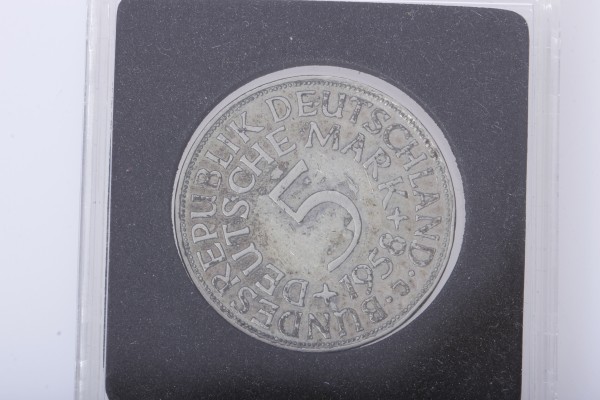 BUNDESREPUBLIK DEUTSCHLAND · J ·
DEUTSCHE MARK + 1958 +
5